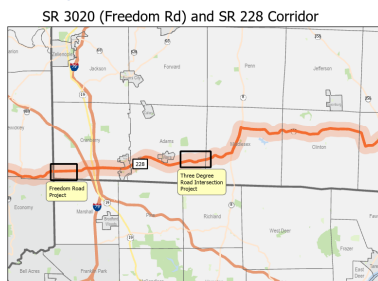 SR 3020 (Freedom Rd) and SR 228 Corridor
Jackson
Forward
Penn
Jefferson
Cranberry
Adams
Middlesex
Clinton
228
Three Degree
Road Intersection
Project
Freedom Road
Project
Economy
Marshall
Pine
Richland
West Deer
Frazer
Bell Acres
Franklin Park
East
Deer